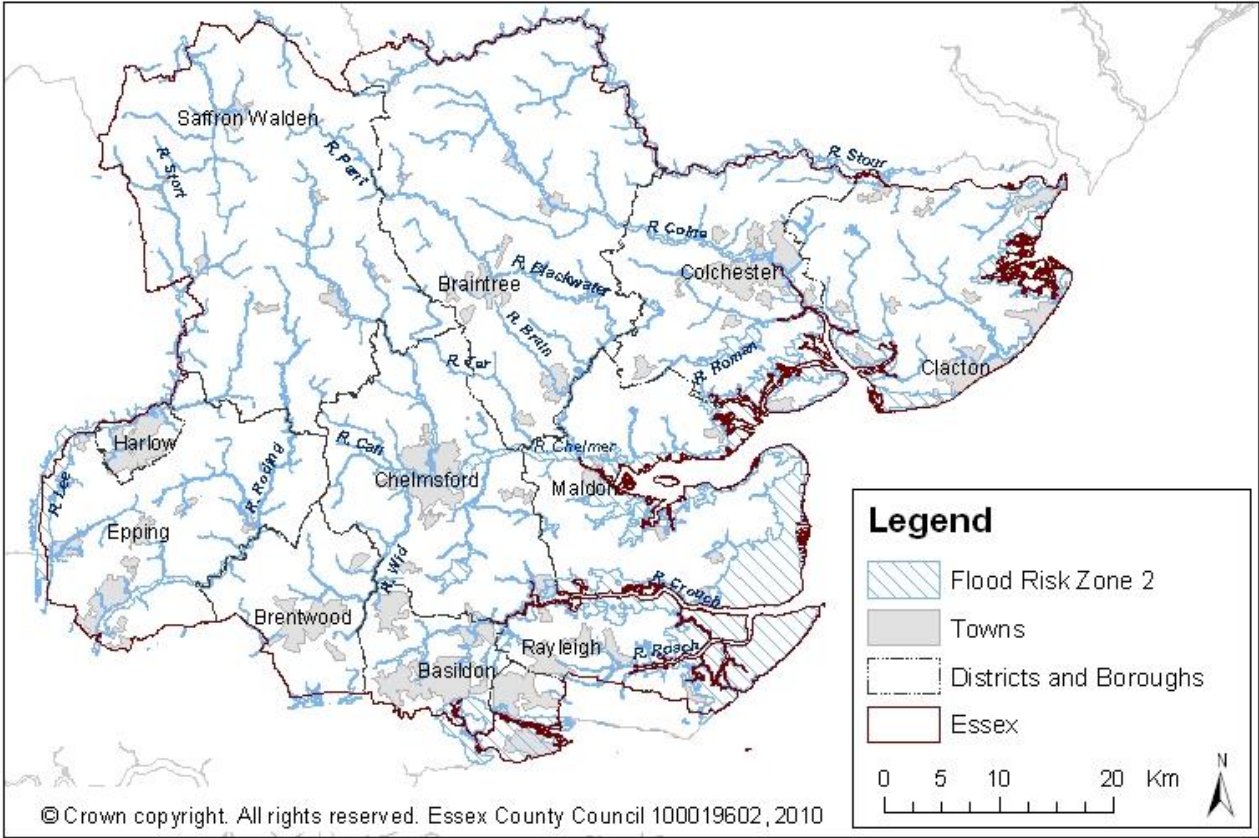 Saffron Walden
R. Stort
R. Pant
R. Stour
R. Colne
Colchester
R. Blackwater
Braintree
R. Brain
R. Ter
R. Roman
Clacton
Harlow
R. Can
R. Chelmer
R. Lee
R. Roding
Chelmsford
Maldon
Epping
R. Wid
R. Crouch
Brentwood
Rayleigh
R. Roach
Basildon
Legend
Flood Risk Zone 2
Towns
Districts and Boroughs
Essex
0 5 10 20 Km
N
© Crown copyright. All rights reserved. Essex County Council 100019602, 2010